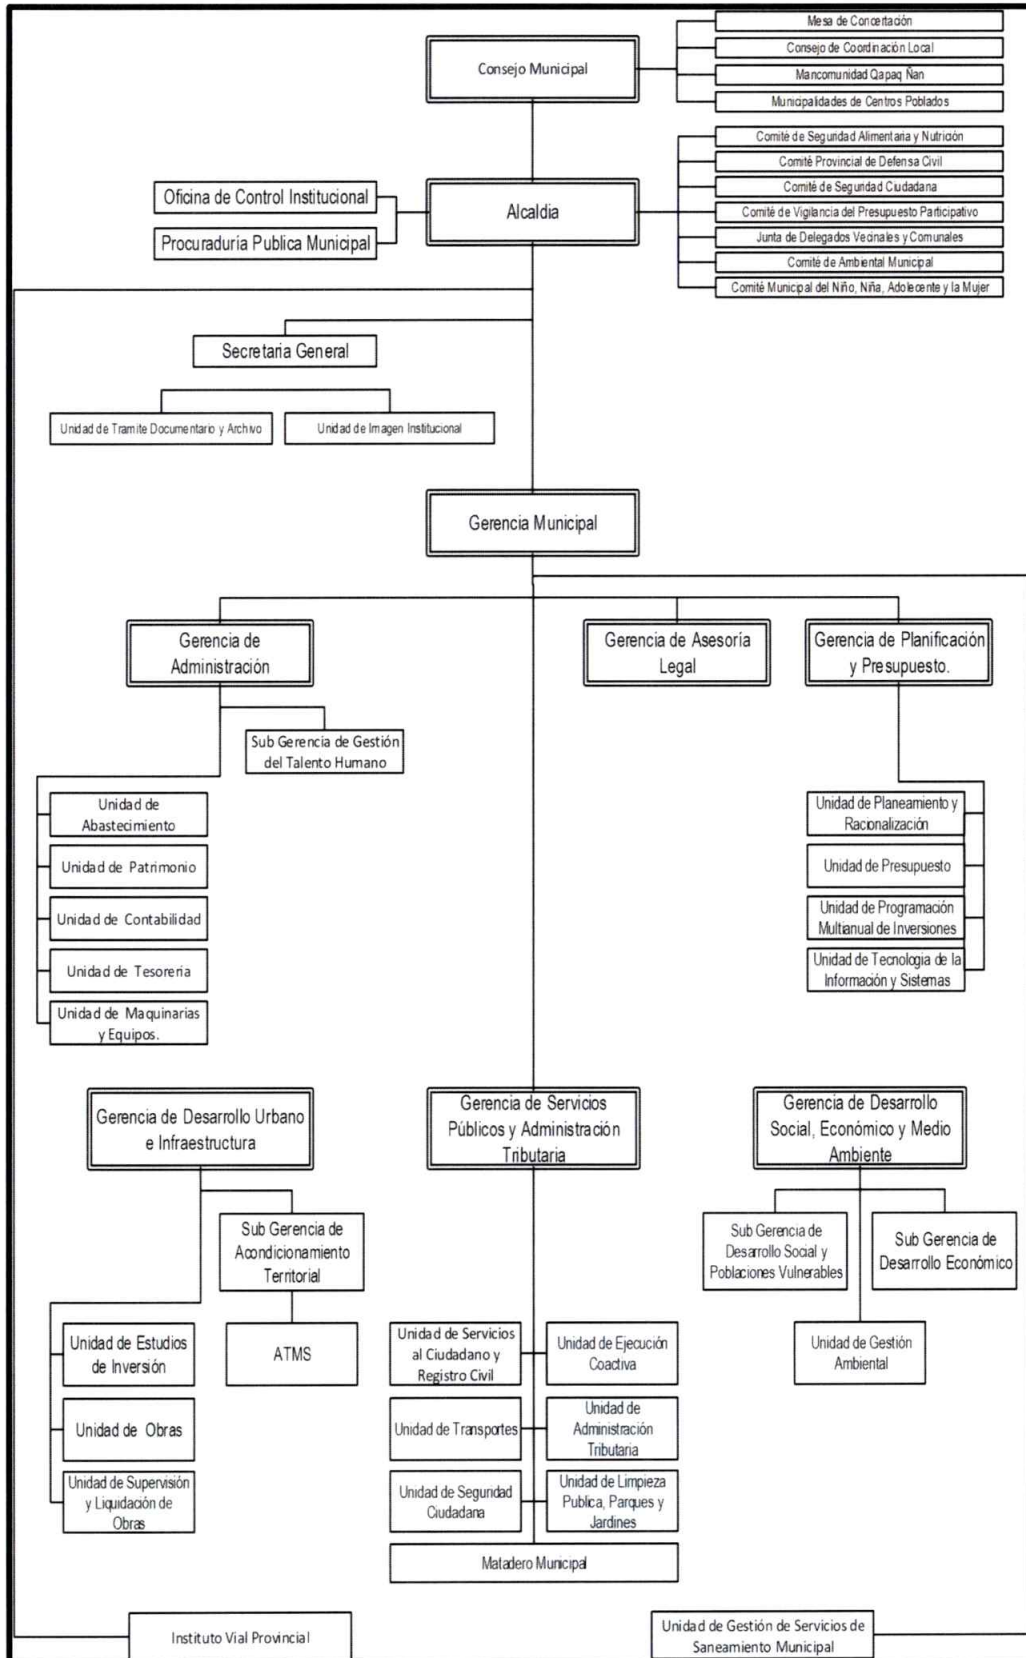 Mesa de Concertación
Consejo de Coordinación Local
Consejo Municipal
Mancomunidad Qapaq Ñan
Municipalidades de Centros Poblados
Comité de Seguridad Alimentaria y Nutrición
Comité Provincial de Defensa Civil
Comité de Seguridad Ciudadana
Oficina de Control Institucional
Alcaldia
Comité de Vigilancia del Presupuesto Participativo
Procuraduría Publica Municipal
Junta de Delegados Vecinales y Comunales
Comité de Ambiental Municipal
Comité Municipal del Niño, Niña, Adolecente y la Mujer
Secretaria General
Unidad de Tramite Documentario y Archivo
Unidad de Imagen Institucional
Gerencia Municipal
Gerencia de
Administración
Gerencia de Asesoría
Legal
Gerencia de Planificación
y Presupuesto.
Sub Gerencia de Gestión
del Talento Humano
Unidad de
Abastecimiento
Unidad de Patrimonio
Unidad de Contabilidad
Unidad de Tesorería
Unidad de Maquinarias
y Equipos.
Unidad de Planeamiento y
Racionalización
Unidad de Presupuesto
Unidad de Programación
Multianual de Inversiones
Unidad de Tecnología de la
Información y Sistemas
Gerencia de Desarrollo Urbano
e Infraestructura
Gerencia de Servicios
Públicos y Administración
Tributaria
Gerencia de Desarrollo
Social, Económico y Medio
Ambiente
Sub Gerencia de
Acondicionamiento
Territorial
Sub Gerencia de
Desarrollo Social y
Poblaciones Vulnerables
Sub Gerencia de
Desarrollo Económico
Unidad de Estudios
de Inversión
ATMS
Unidad de Servicios
al Ciudadano y
Registro Civil
Unidad de Ejecución
Coactiva
Unidad de Gestión
Ambiental
Unidad de Obras
Unidad de Transportes
Unidad de
Administración
Tributaria
Unidad de Supervisión
y Liquidación de
Obras
Unidad de Seguridad
Ciudadana
Unidad de Limpieza
Publica, Parques y
Jardines
Matadero Municipal
Instituto Vial Provincial
Unidad de Gestión de Servicios de
Saneamiento Municipal